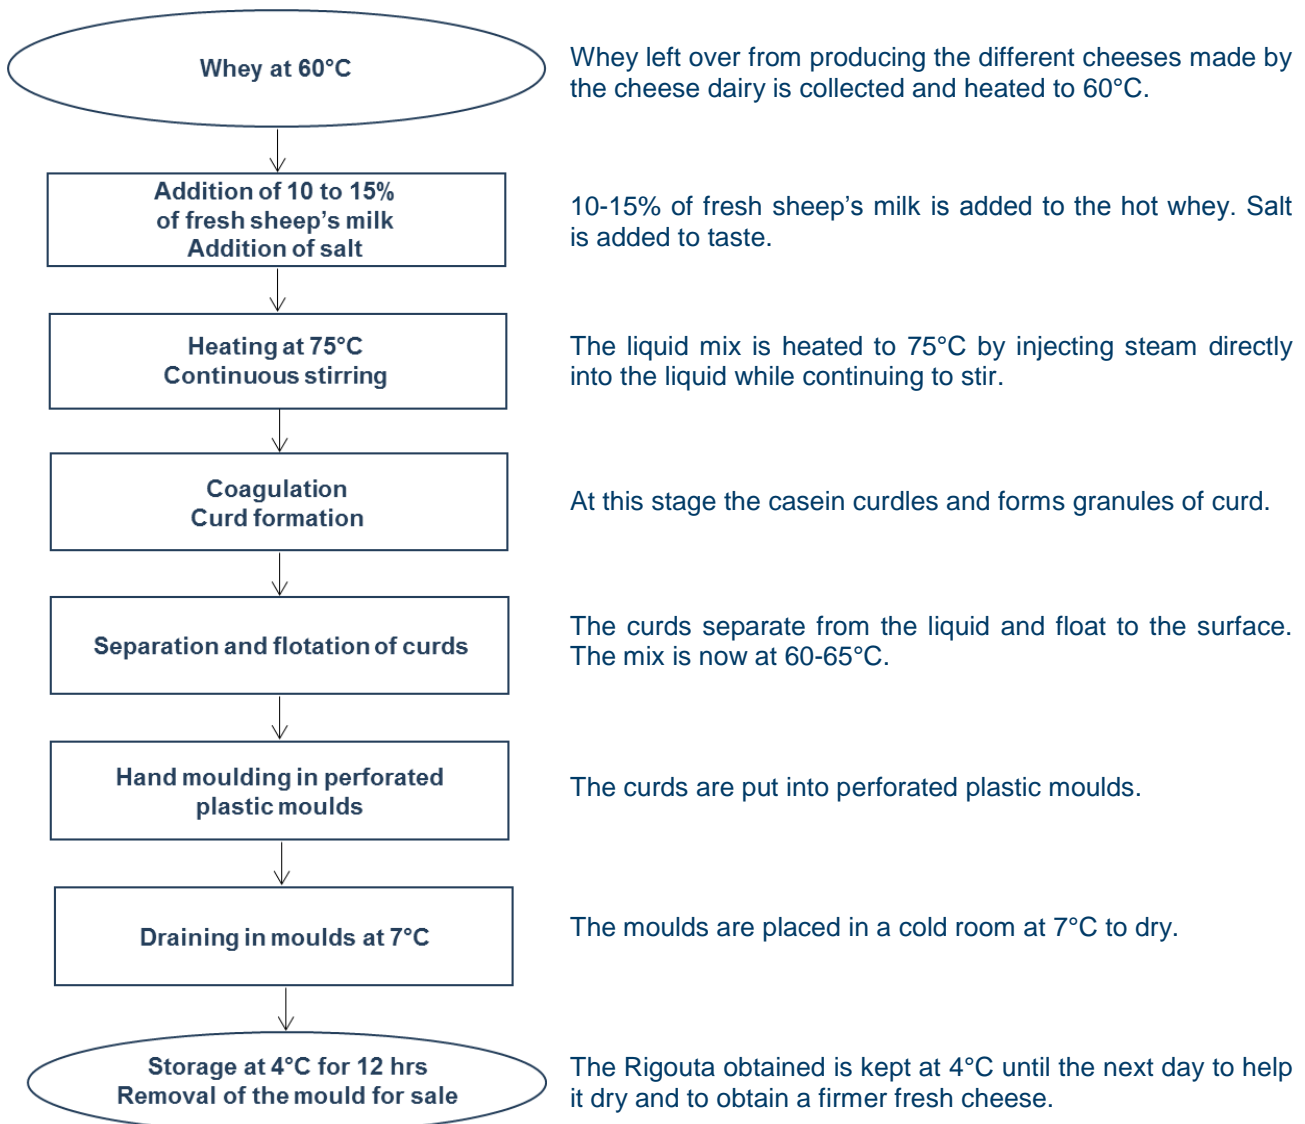 Whey at 60°C
Whey left over from producing the different cheeses made by
the cheese dairy is collected and heated to 60°C.
Addition of 10 to 15%
of fresh sheep's milk
Addition of salt
10-15% of fresh sheep's milk is added to the hot whey. Salt
is added to taste.
Heating at 75°C
Continuous stirring
The liquid mix is heated to 75°C by injecting steam directly
into the liquid while continuing to stir.
Coagulation
Curd formation
At this stage the casein curdles and forms granules of curd.
Separation and flotation of curds
The curds separate from the liquid and float to the surface.
The mix is now at 60-65°C.
Hand moulding in perforated
plastic moulds
The curds are put into perforated plastic moulds.
Draining in moulds at 7°C
The moulds are placed in a cold room at 7°C to dry.
Storage at 4°C for 12 hrs
Removal of the mould for sale
The Rigouta obtained is kept at 4°C until the next day to help
it dry and to obtain a firmer fresh cheese.